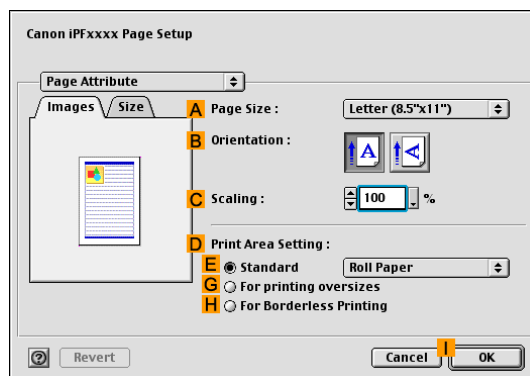 Canon iPFxxxx Page Setup
Page Attribute
Images Size
A Page Size : Letter (8.5"x11")
B Orientation :
A A
C Scaling : 100 %
D Print Area Setting :
E Standard Roll Paper
G For printing oversizes
H For Borderless Printing
? Revert Cancel I OK